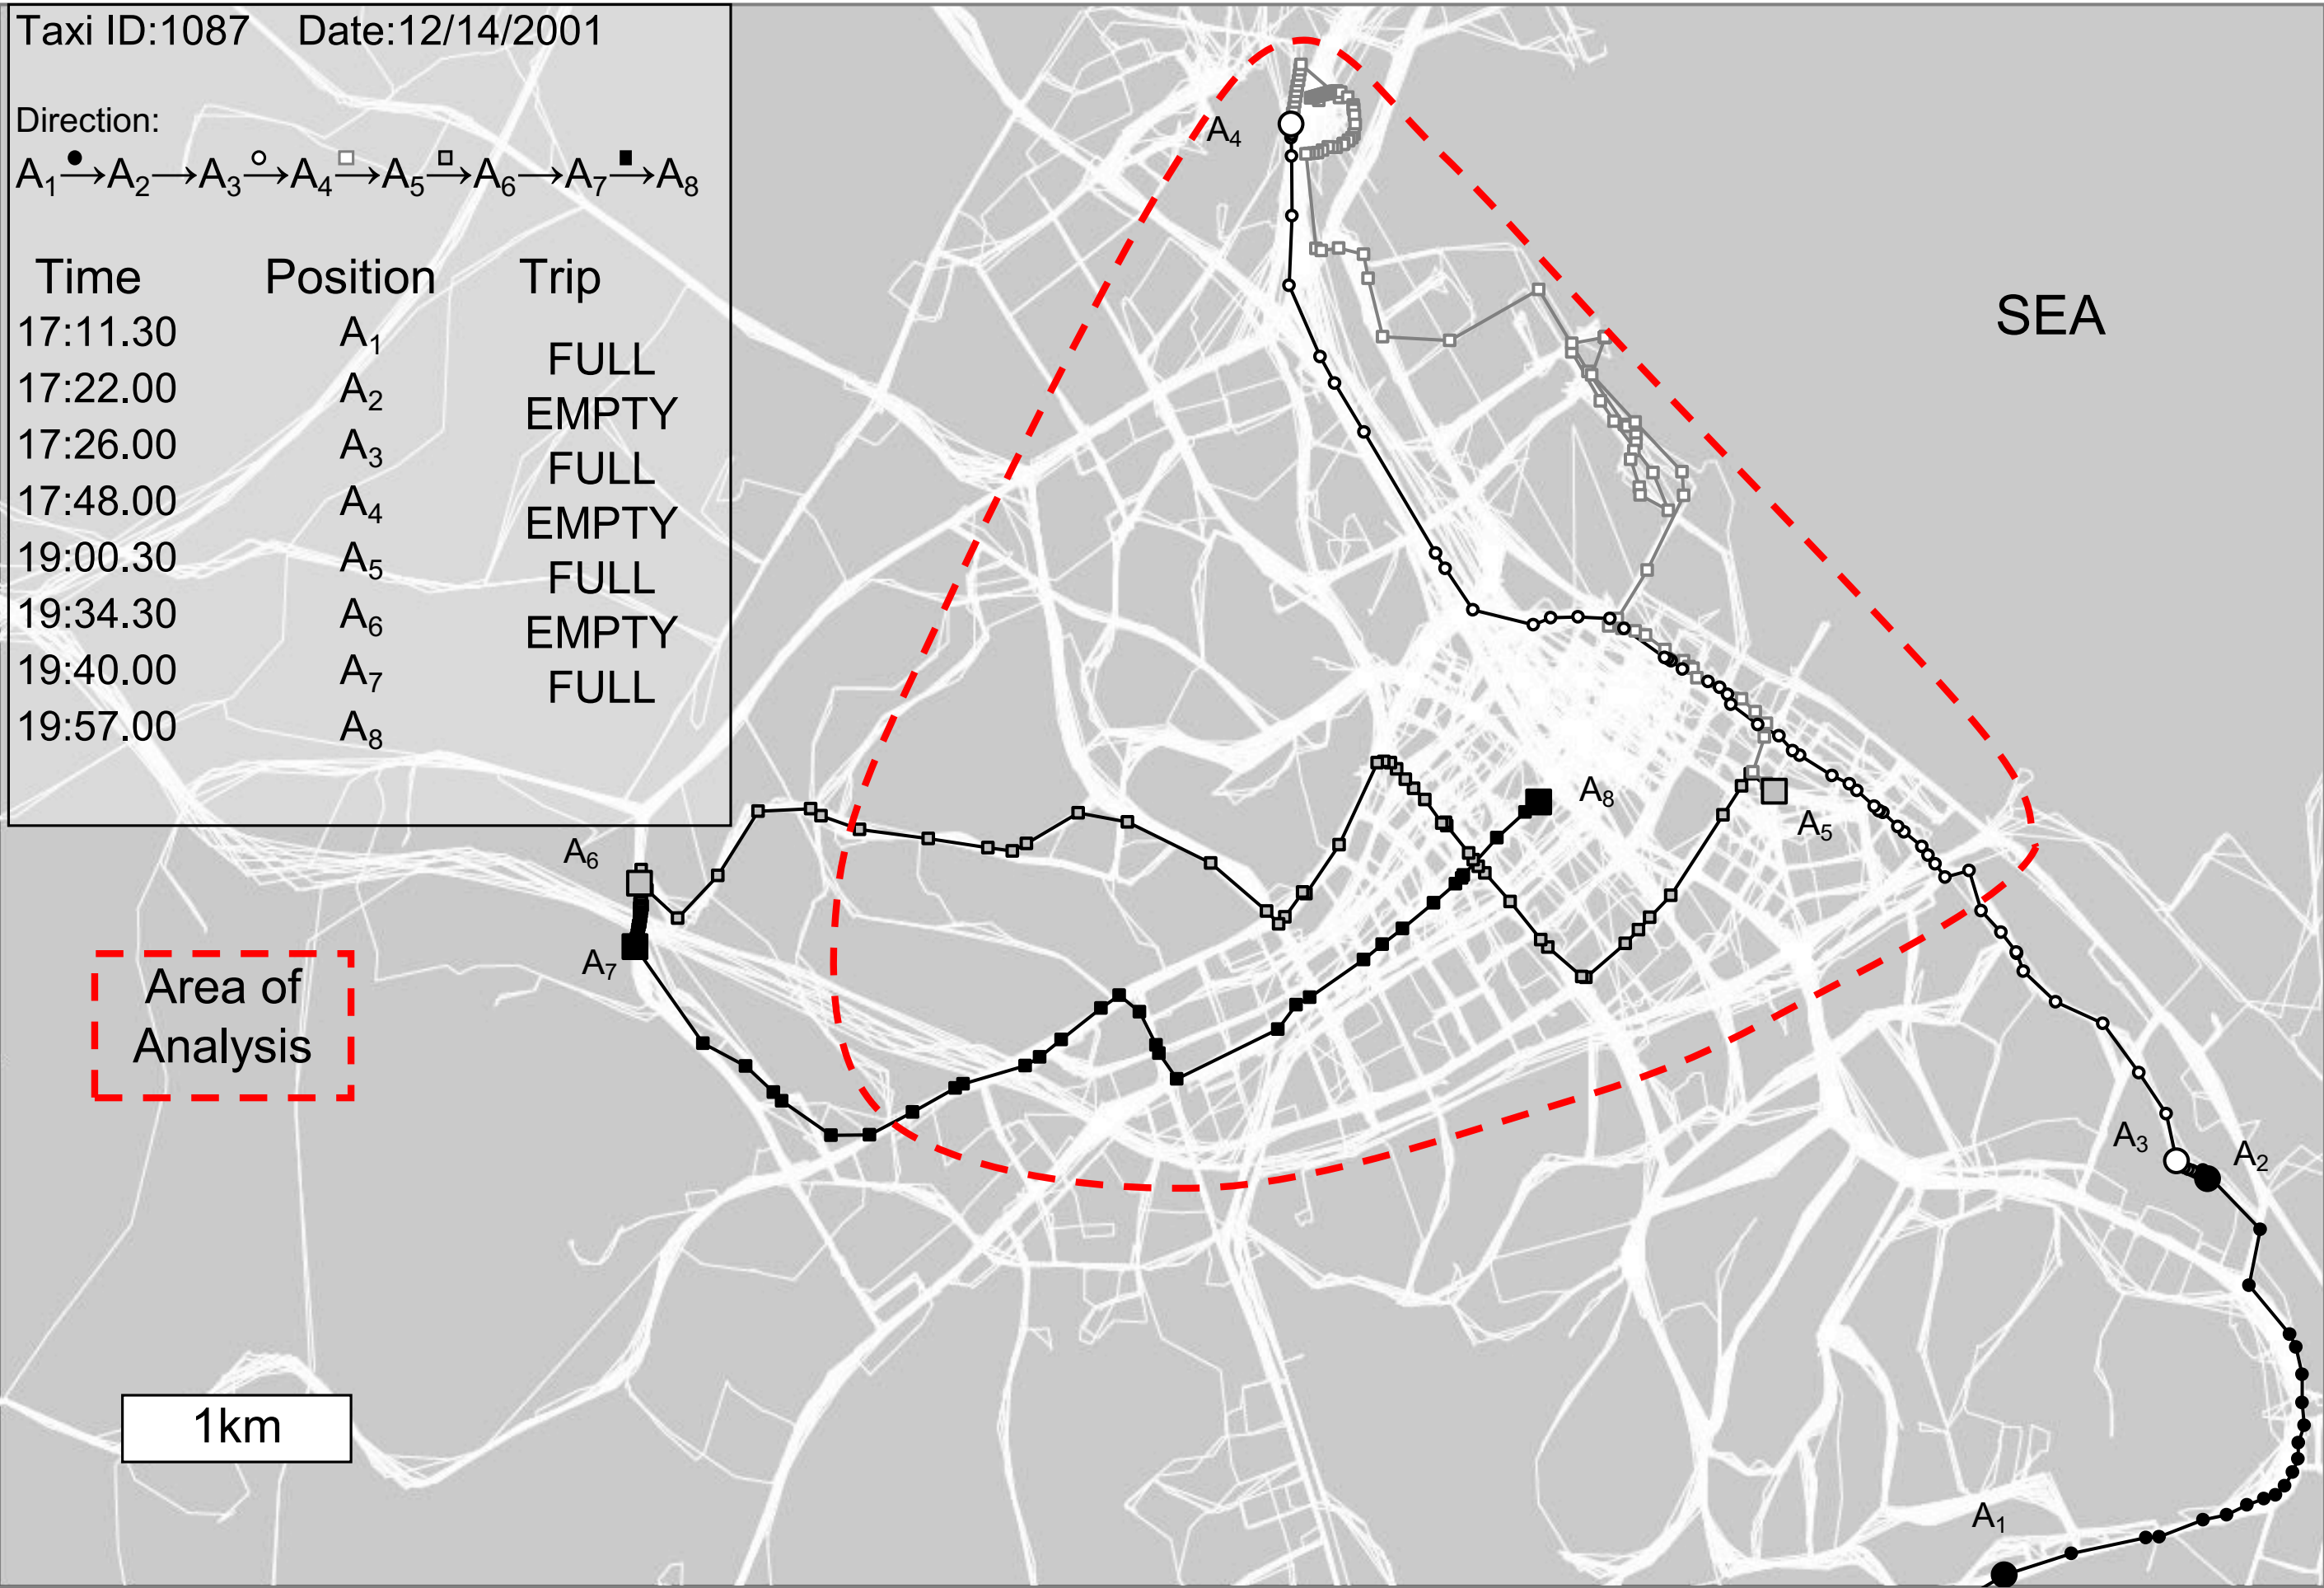 Taxi ID:1087 Date:12/14/2001
Direction:
A1→A2→A3→A4→A5→A6→A7→A8
Time Position Trip
17:11.30 A1
FULL
17:22.00 A2
EMPTY
17:26.00 A3
FULL
17:48.00 A4
EMPTY
19:00.30 A5
FULL
19:34.30 A6
EMPTY
19:40.00 A7
FULL
19:57.00 A8
A4
SEA
A8
A5
A6
A7
Area of
Analysis
A3
A2
1km
A1